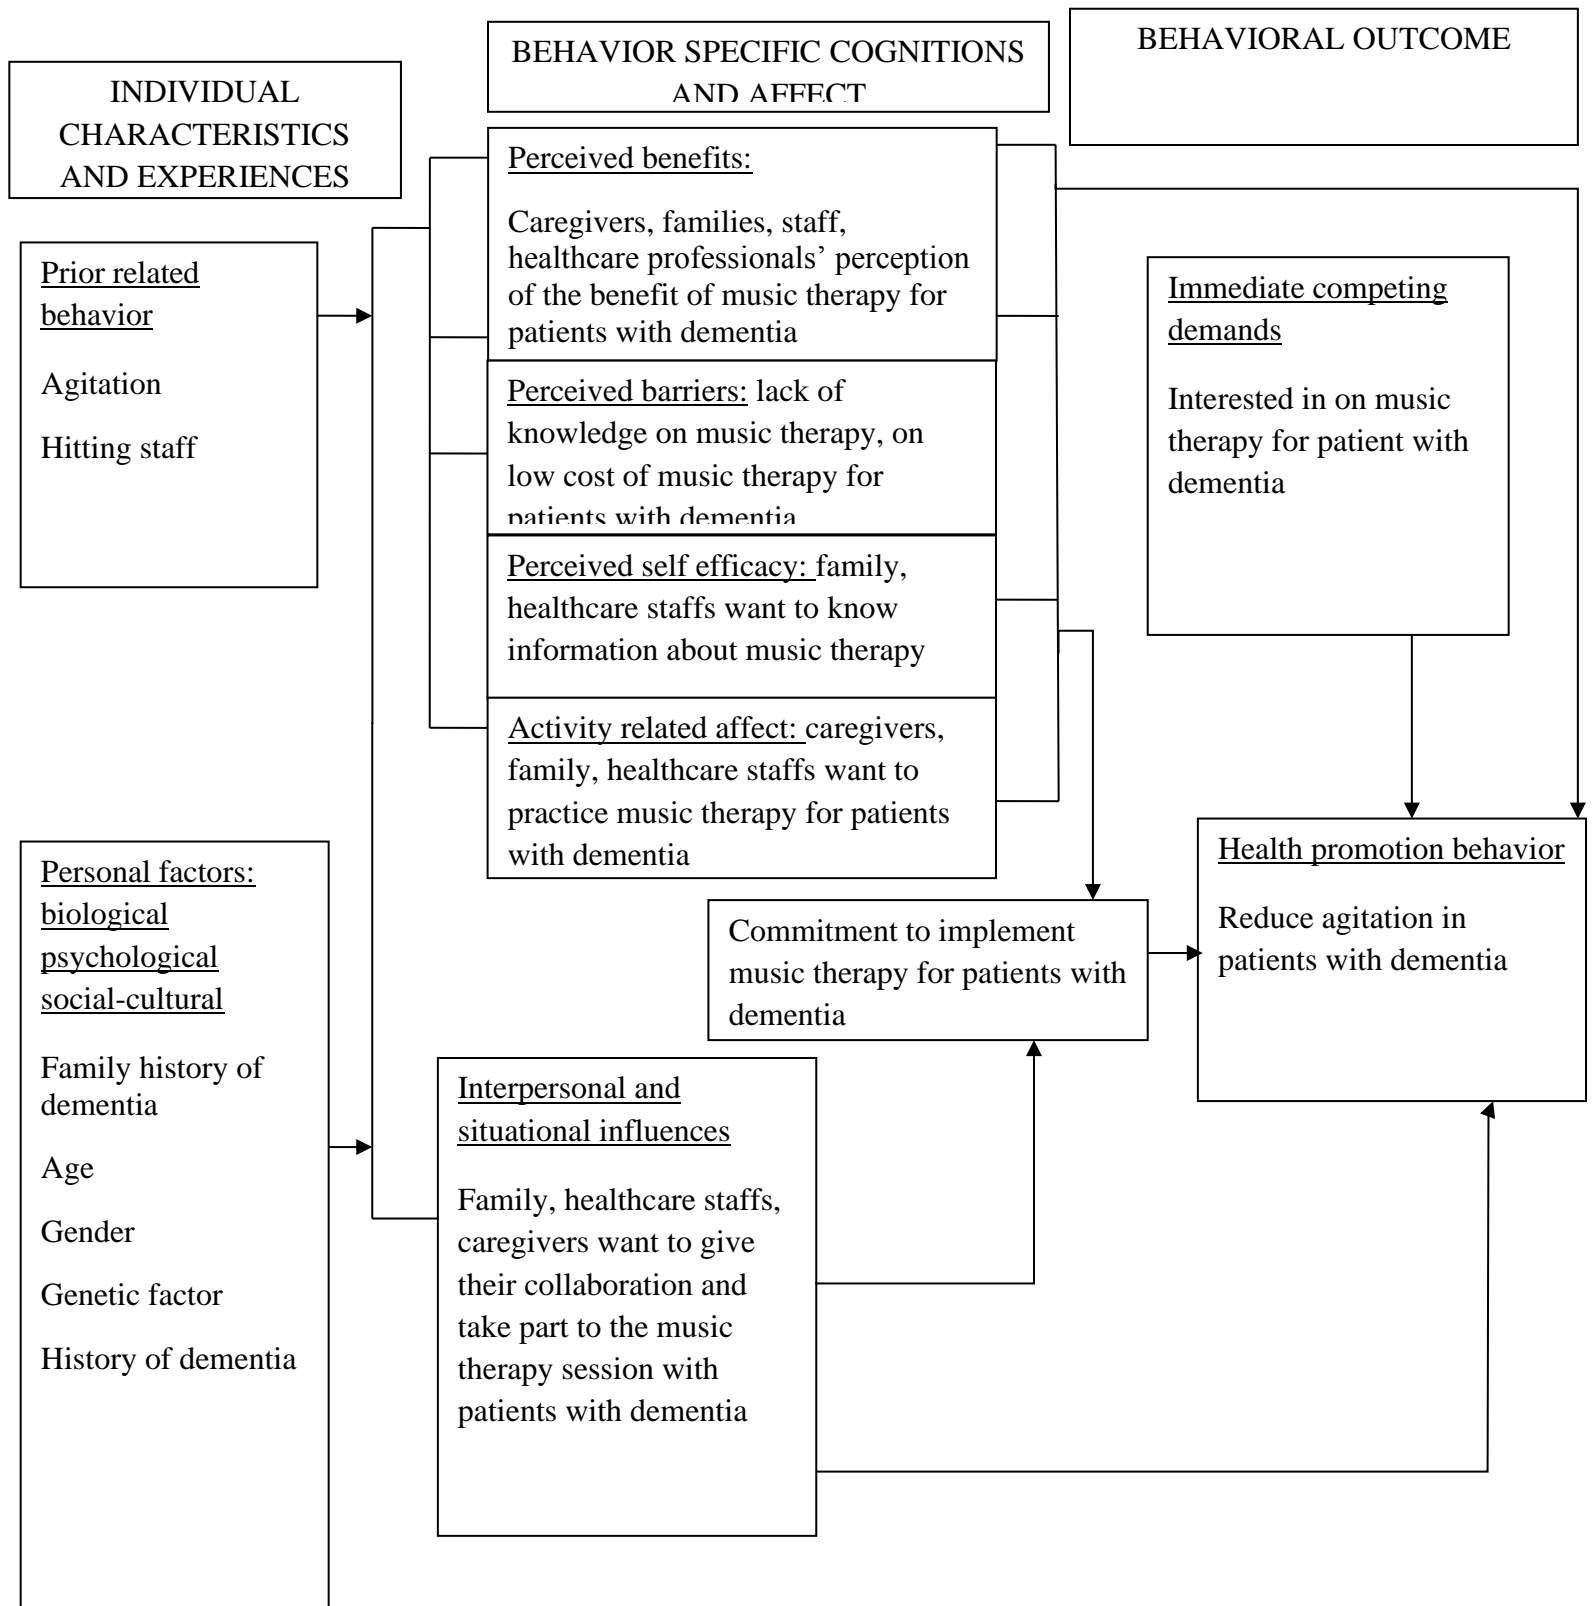 INDIVIDUAL
CHARACTERISTICS
AND EXPERIENCES
BEHAVIOR SPECIFIC COGNITIONS
AND AFFECT
BEHAVIORAL OUTCOME
Prior related
behavior
Agitation
Hitting staff
Personal factors:
biological
psychological
social-cultural
Family history of
dementia
Age
Gender
Genetic factor
History of dementia
Perceived benefits:
Caregivers, families, staff,
healthcare professionals’ perception
of the benefit of music therapy for
patients with dementia
Perceived barriers: lack of
knowledge on music therapy, on
low cost of music therapy for
patients with dementia
Perceived self efficacy: family,
healthcare staffs want to know
information about music therapy
Activity related affect: caregivers,
family, healthcare staffs want to
practice music therapy for patients
with dementia
Interpersonal and
situational influences
Family, healthcare staffs,
caregivers want to give
their collaboration and
take part to the music
therapy session with
patients with dementia
Commitment to implement
music therapy for patients with
dementia
Immediate competing
demands
Interested in on music
therapy for patient with
dementia
Health promotion behavior
Reduce agitation in
patients with dementia